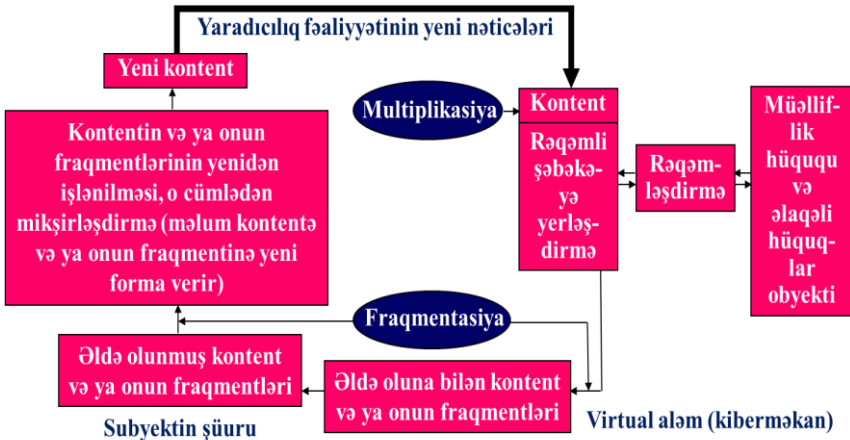 Yaradıcılıq fəaliyyətinin yeni nəticələri
Yeni kontent
Kontentin və ya onun
fraqmentlərinin yenidən
işlənilməsi, o cümlədən
mikşirləşdirmə (məlum kontentə
və ya onun fraqmentinə yeni
forma verir)
Multiplikasiya
Kontent
Rəqəmli
şəbəkə-
yə
yerləş-
dirmə
Rəqəm-
ləşdirmə
Müəllif-
lik
hüququ
və
əlaqəli
hüquq-
lar
obyekti
Fraqmentasiya
Əldə olunmuş kontent
və ya onun fraqmentləri
Əldə oluna bilən kontent
və ya onun fraqmentləri
Subyektin şüuru
Virtual aləm (kiberməkan)